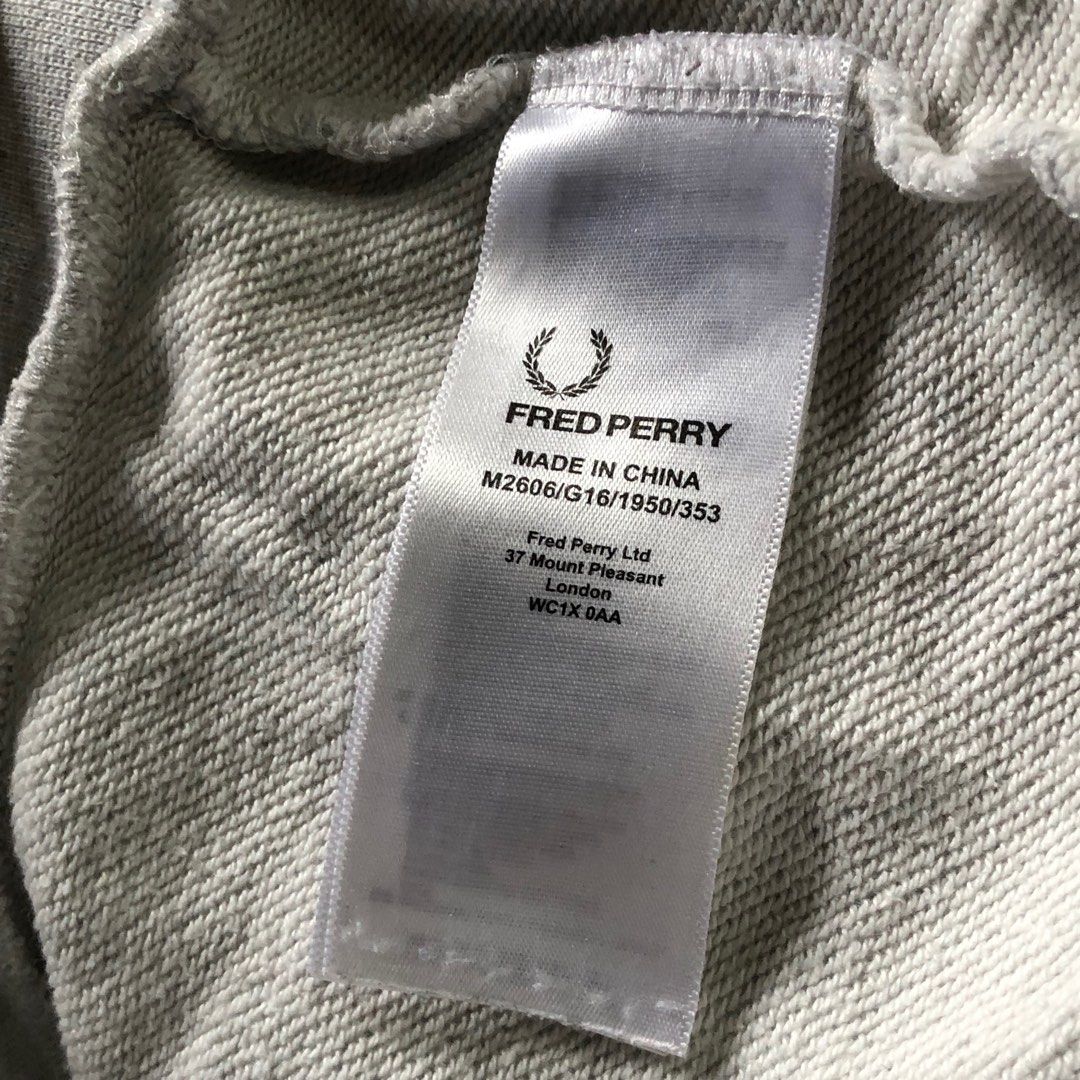 FRED PERRY
MADE IN CHINA
M2606/G16/1950/353
Fred Perry Ltd
37 Mount Pleasant
London
WC1X 0AA